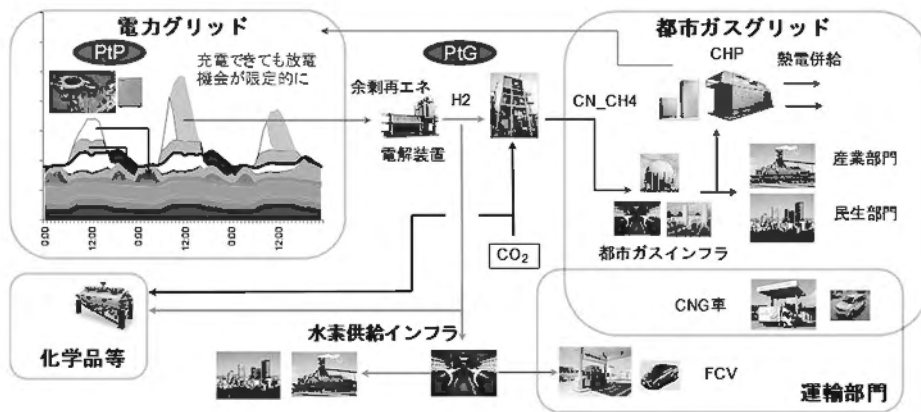 電力グリッド
PtP
充電できても放電
機会が限定的に
0:00
12:00
0:00
12:00
0:00
12:00
PtG
余剰再エネ
H2
電解装置
CN_CH4
CO₂
都市ガスグリッド
CHP
熱電併給
産業部門
民生部門
都市ガスインフラ
CNG車
化学品等
水素供給インフラ
FCV
運輸部門